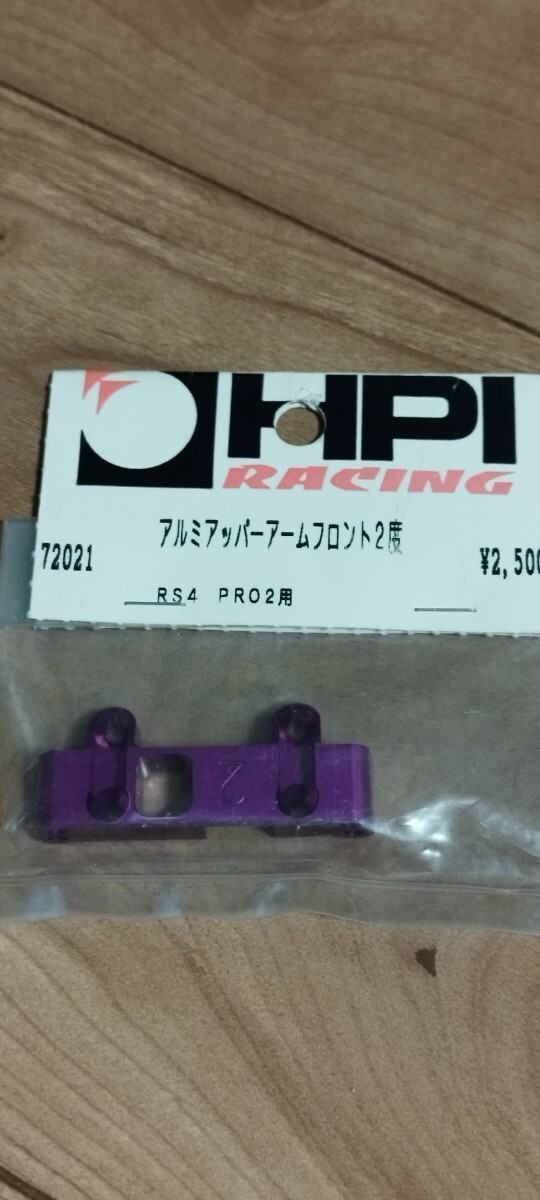 HPI
RACING
アルミアッパーアームフロント2度
72021
¥2,500
RS4 PRO2用
2